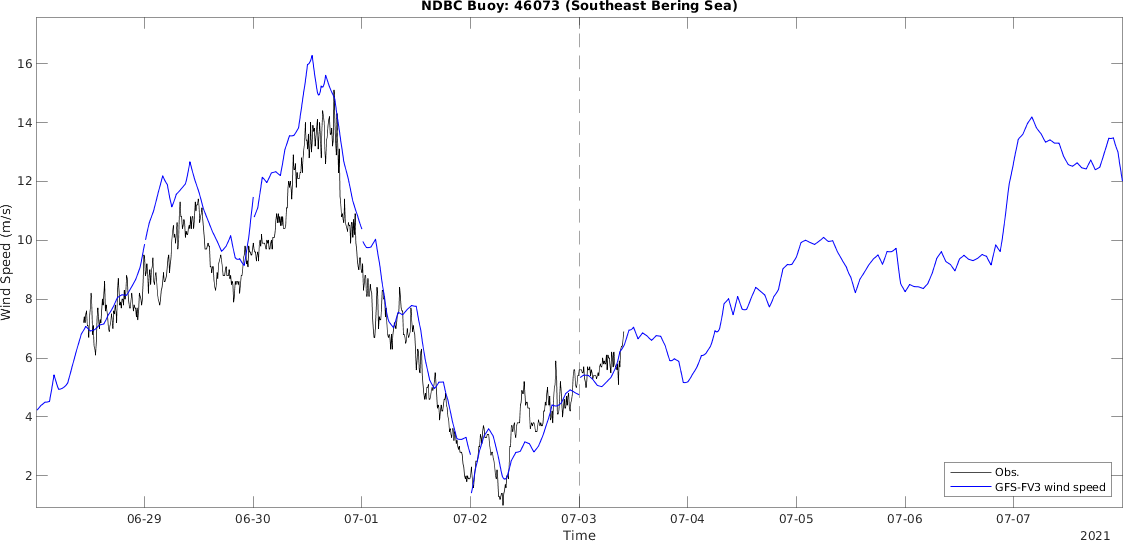 NDBC Buoy: 46073 (Southeast Bering Sea)
16
14
12
10
8
6
4
2
Wind Speed (m/s)
Obs.
GFS-FV3 wind speed
06-29 06-30 07-01 07-02 07-03 07-04 07-05 07-06 07-07
Time
2021